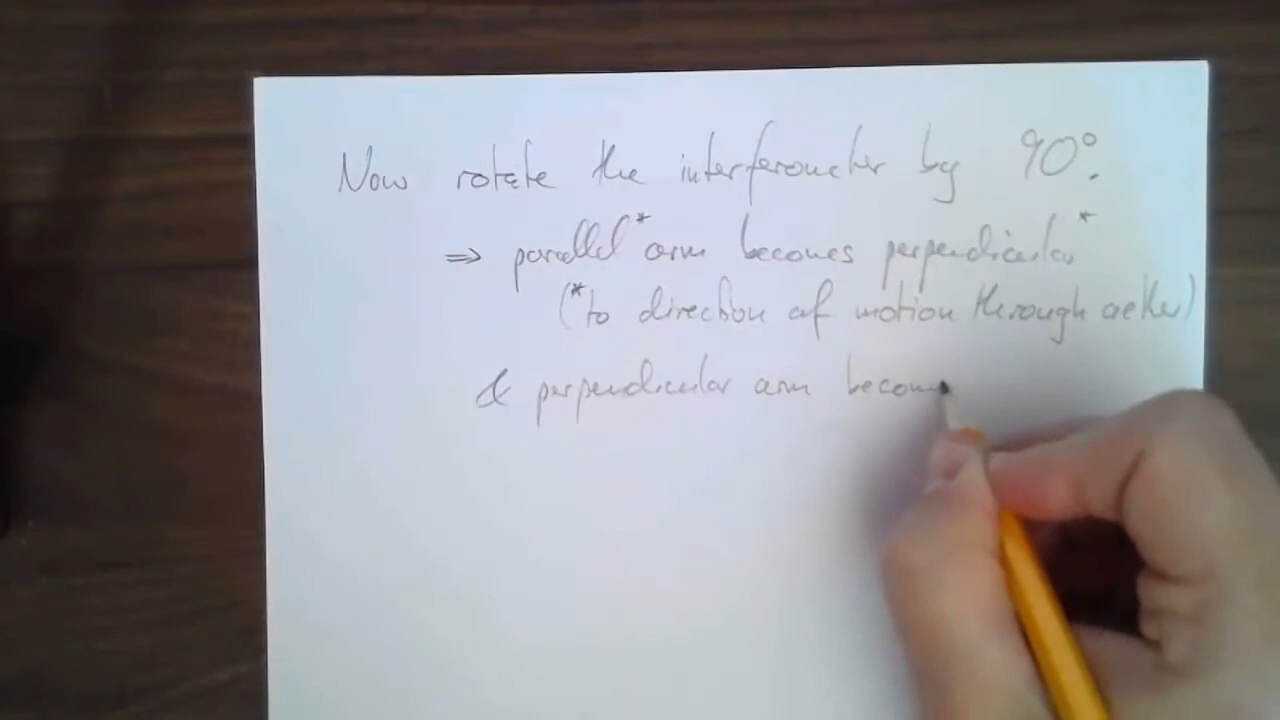 Now rotate the interferometer by 90°.
⇒ parallel* arm becomes perpendicular*
(*to direction of motion through aether)
& perpendicular arm becom